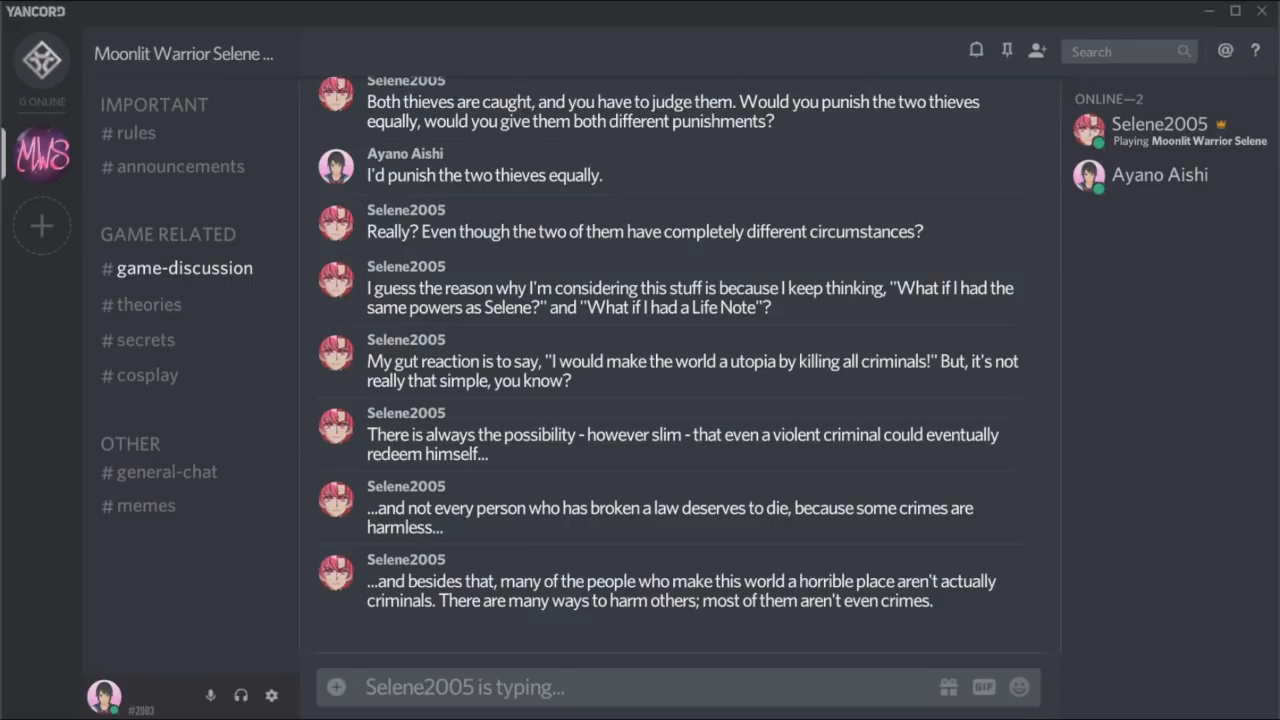 YANCORD
0 ONLINE
MWS
Moonlit Warrior Selene ...
IMPORTANT
# rules
# announcements
GAME RELATED
# game-discussion
# theories
# secrets
# cosplay
OTHER
# general-chat
# memes
#2083
Selene2005
Both thieves are caught, and you have to judge them. Would you punish the two thieves
equally, would you give them both different punishments?
Ayano Aishi
I'd punish the two thieves equally.
Selene2005
Really? Even though the two of them have completely different circumstances?
Selene2005
I guess the reason why I'm considering this stuff is because I keep thinking, "What if I had the
same powers as Selene?" and "What if I had a Life Note"?
Selene2005
My gut reaction is to say, "I would make the world a utopia by killing all criminals!" But, it's not
really that simple, you know?
Selene2005
There is always the possibility - however slim - that even a violent criminal could eventually
redeem himself...
Selene2005
...and not every person who has broken a law deserves to die, because some crimes are
harmless...
Selene2005
...and besides that, many of the people who make this world a horrible place aren't actually
criminals. There are many ways to harm others; most of them aren't even crimes.
Selene2005 is typing...
GIF
Search
@ ?
ONLINE—2
Selene2005
Playing Moonlit Warrior Selene
Ayano Aishi